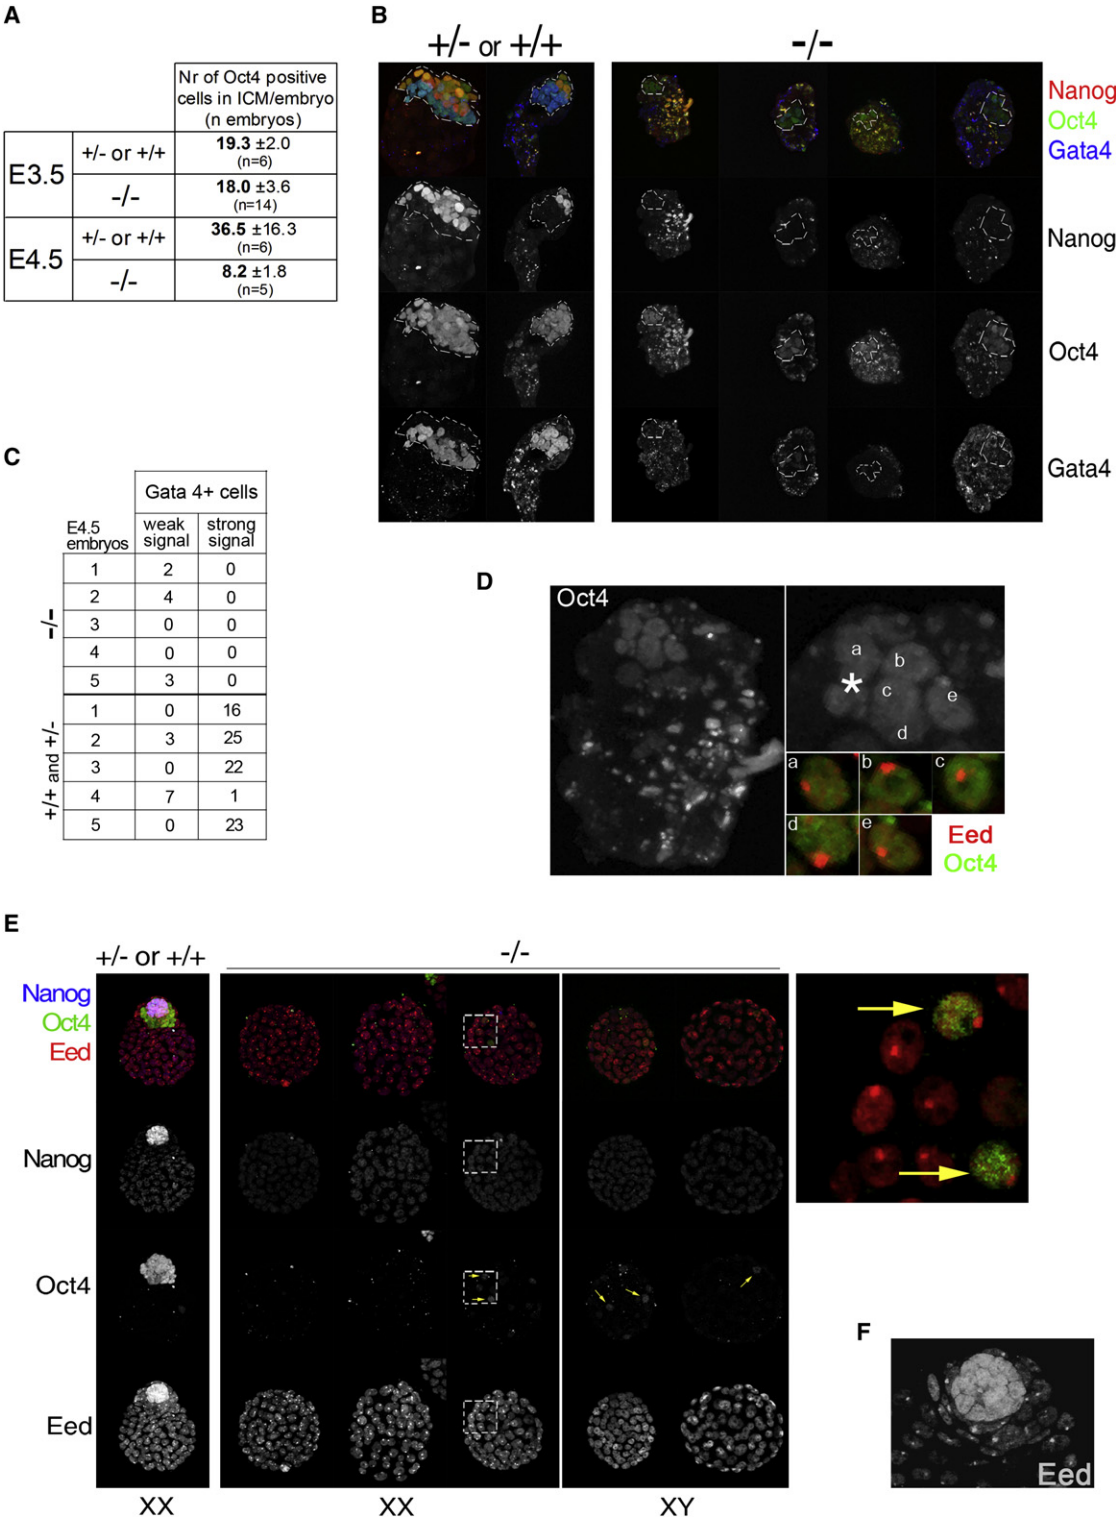 A
Nr of Oct4 positive
cells in ICM/embryo
(n embryos)
E3.5
+/- or +/+
19.3 ±2.0
(n=6)
-/-
18.0 ±3.6
(n=14)
E4.5
+/- or +/+
36.5 ±16.3
(n=6)
-/-
8.2 ±1.8
(n=5)
B
+/- or +/+
-/-
Nanog
Oct4
Gata4
Nanog
Oct4
Gata4
C
Gata 4+ cells
E4.5
embryos
weak
signal
strong
signal
-/-
1 2 0
2 4 0
3 0 0
4 0 0
5 3 0
+/+ and +/-
1 0 16
2 3 25
3 0 22
4 7 1
5 0 23
D
Oct4
a
b
*
c
e
d
a
b
c
d
e
Eed
Oct4
E
+/- or +/+
-/-
Nanog
Oct4
Eed
Nanog
Oct4
Eed
XX
XX
XY
F
Eed